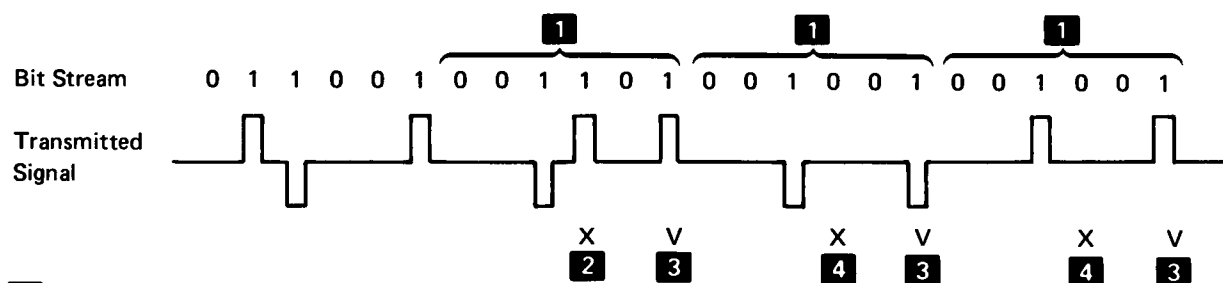 1 1 1
Bit Stream 0 1 1 0 0 1 0 0 1 1 0 1 0 0 1 0 0 1 0 0 1 0 0 1
Transmitted
Signal
X V X V X V
2 3 4 3 4 3